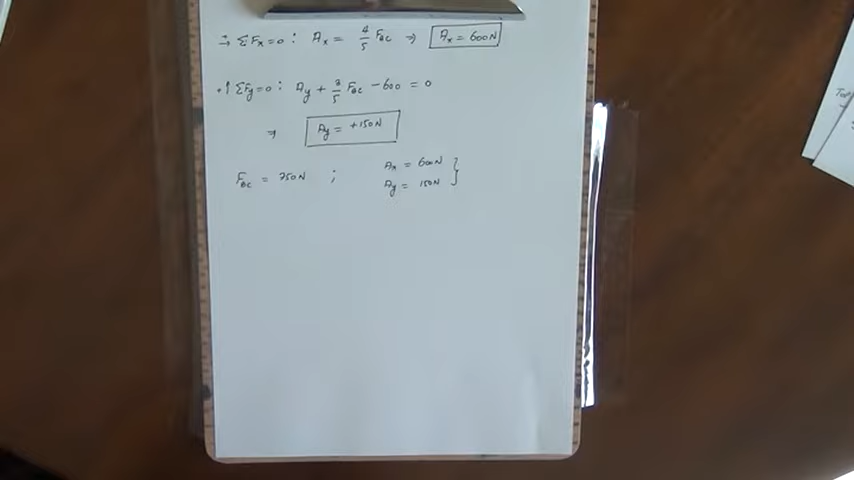 → ΣFx=0 : Ax = 4/5 FBC ⇒ Ax = 600N
+↑ ΣFy=0 : Ay + 3/5 FBC - 600 = 0
⇒ Ay = +150N
FBC = 750N ; Ax = 600N
Ay = 150N }